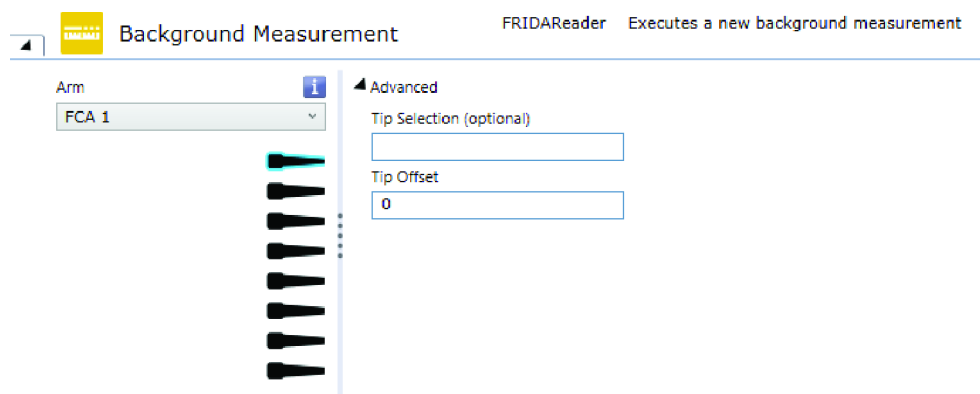 Background Measurement
FRIDAReader Executes a new background measurement
Arm
FCA 1
Advanced
Tip Selection (optional)
Tip Offset
0